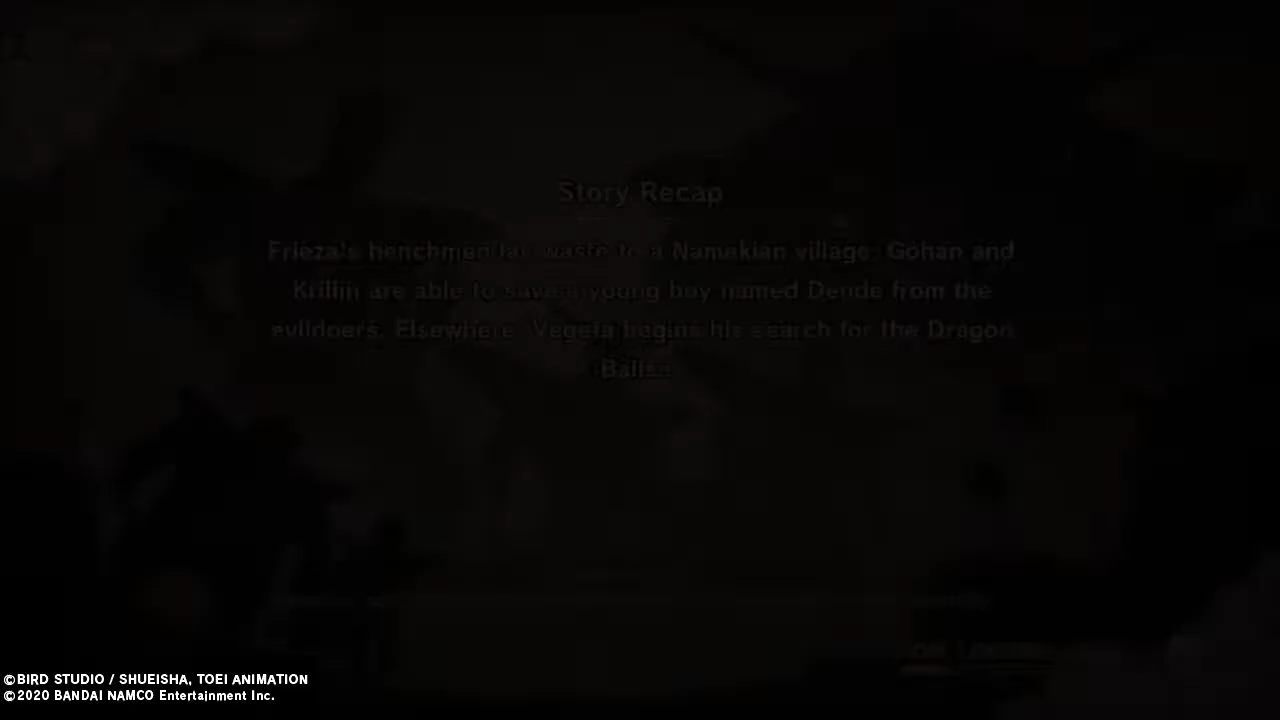 Story Recap
Frieza's henchmen lay waste to a Namekian village. Gohan and
Krillin are able to save a young boy named Dende from the
evildoers. Elsewhere, Vegeta begins his search for the Dragon
Balls.
©BIRD STUDIO / SHUEISHA, TOEI ANIMATION
©2020 BANDAI NAMCO Entertainment Inc.